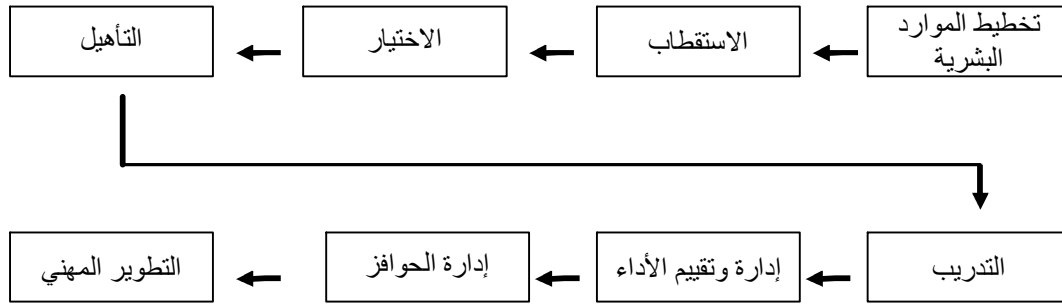 تخطيط الموارد
البشرية
الاستقطاب
الاختيار
التأهيل
التدريب
إدارة وتقييم الأداء
إدارة الحوافز
التطوير المهني